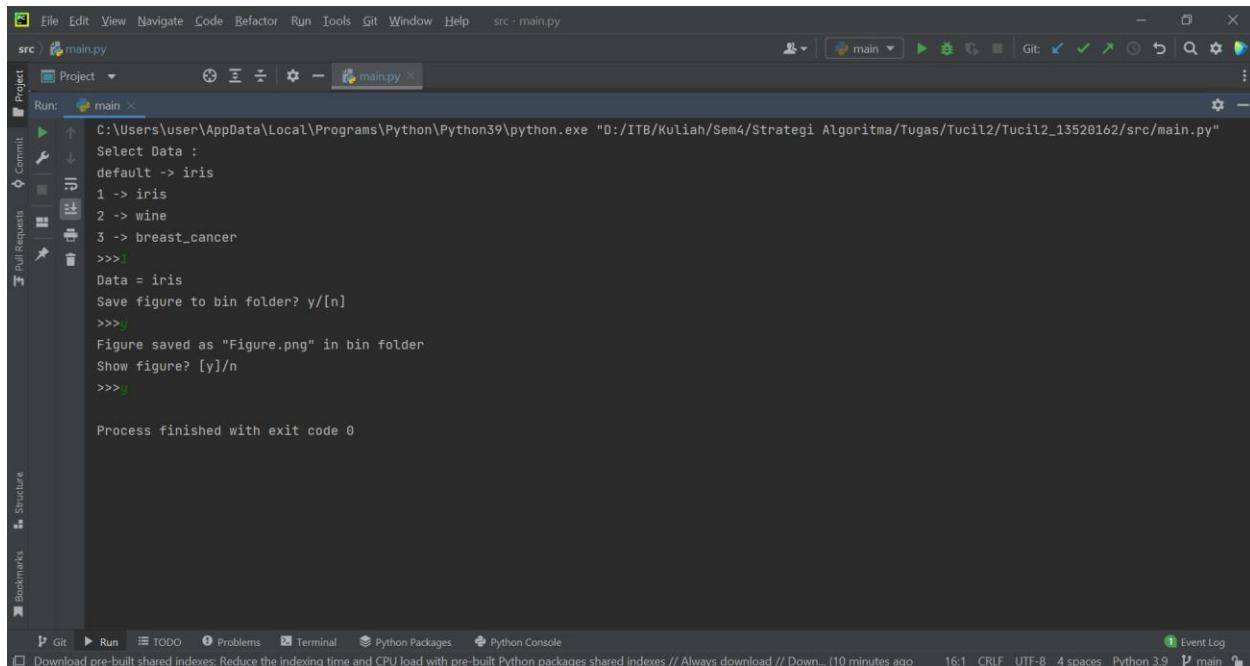 File Edit View Navigate Code Refactor Run Tools Git Window Help src - main.py
src main.py main Git:
Project main.py
Run: main
C:\Users\user\AppData\Local\Programs\Python\Python39\python.exe "D:/ITB/Kuliah/Sem4/Strategi Algoritma/Tugas/Tucil2/Tucil2_13520162/src/main.py"
Select Data :
default -> iris
1 -> iris
2 -> wine
3 -> breast_cancer
>>>1
Data = iris
Save figure to bin folder? y/[n]
>>>y
Figure saved as "Figure.png" in bin folder
Show figure? [y]/n
>>>y
Process finished with exit code 0
Project
Commit
Pull Requests
Structure
Bookmarks
Git Run TODO Problems Terminal Python Packages Python Console 1 Event Log
Download pre-built shared indexes: Reduce the indexing time and CPU load with pre-built Python packages shared indexes // Always download // Down... (10 minutes ago 16:1 CRLF UTF-8 4 spaces Python 3.9 main